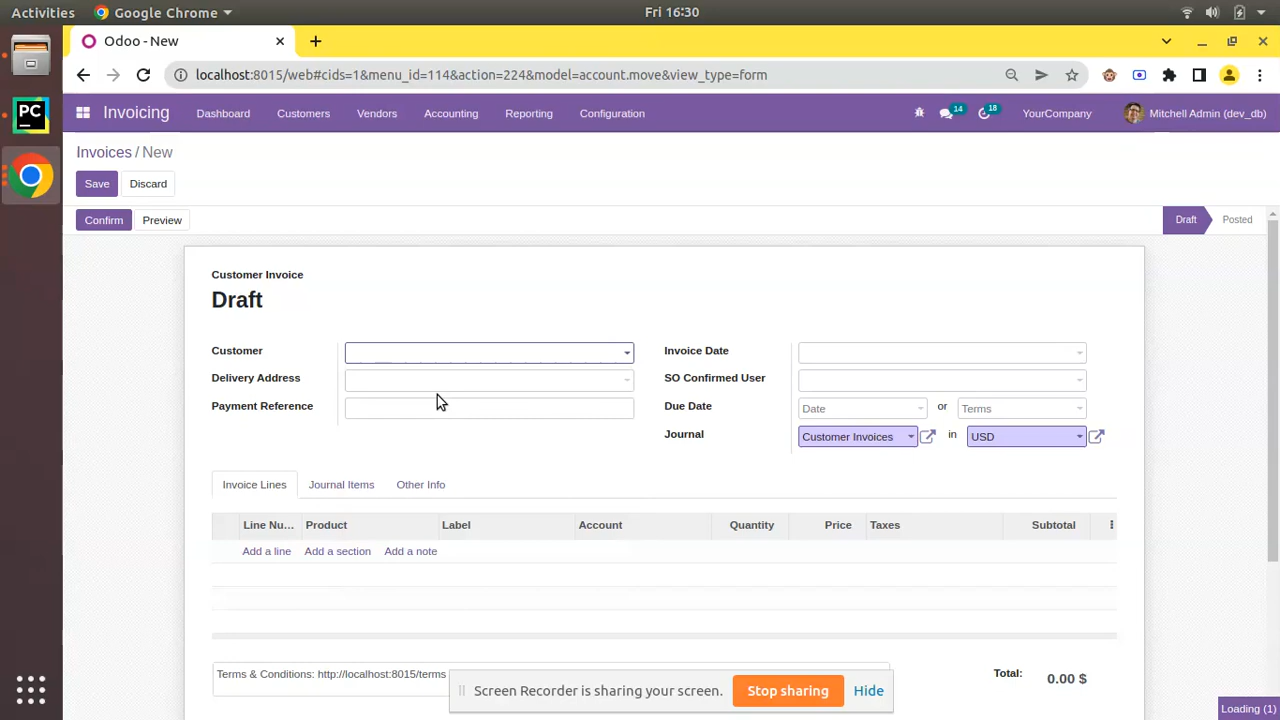 Activities Google Chrome Fri 16:30
Odoo - New
localhost:8015/web#cids=1&menu_id=114&action=224&model=account.move&view_type=form
Invoicing Dashboard Customers Vendors Accounting Reporting Configuration 14 18 YourCompany Mitchell Admin (dev_db)
PC
Invoices / New
Save Discard
Confirm Preview Draft Posted
Customer Invoice
Draft
Customer Invoice Date
Delivery Address SO Confirmed User
Payment Reference Due Date Date or Terms
Journal Customer Invoices in USD
Invoice Lines Journal Items Other Info
Line Nu... Product Label Account Quantity Price Taxes Subtotal
Add a line Add a section Add a note
Terms & Conditions: http://localhost:8015/terms Total: 0.00 $
Screen Recorder is sharing your screen. Stop sharing Hide
Loading (1)